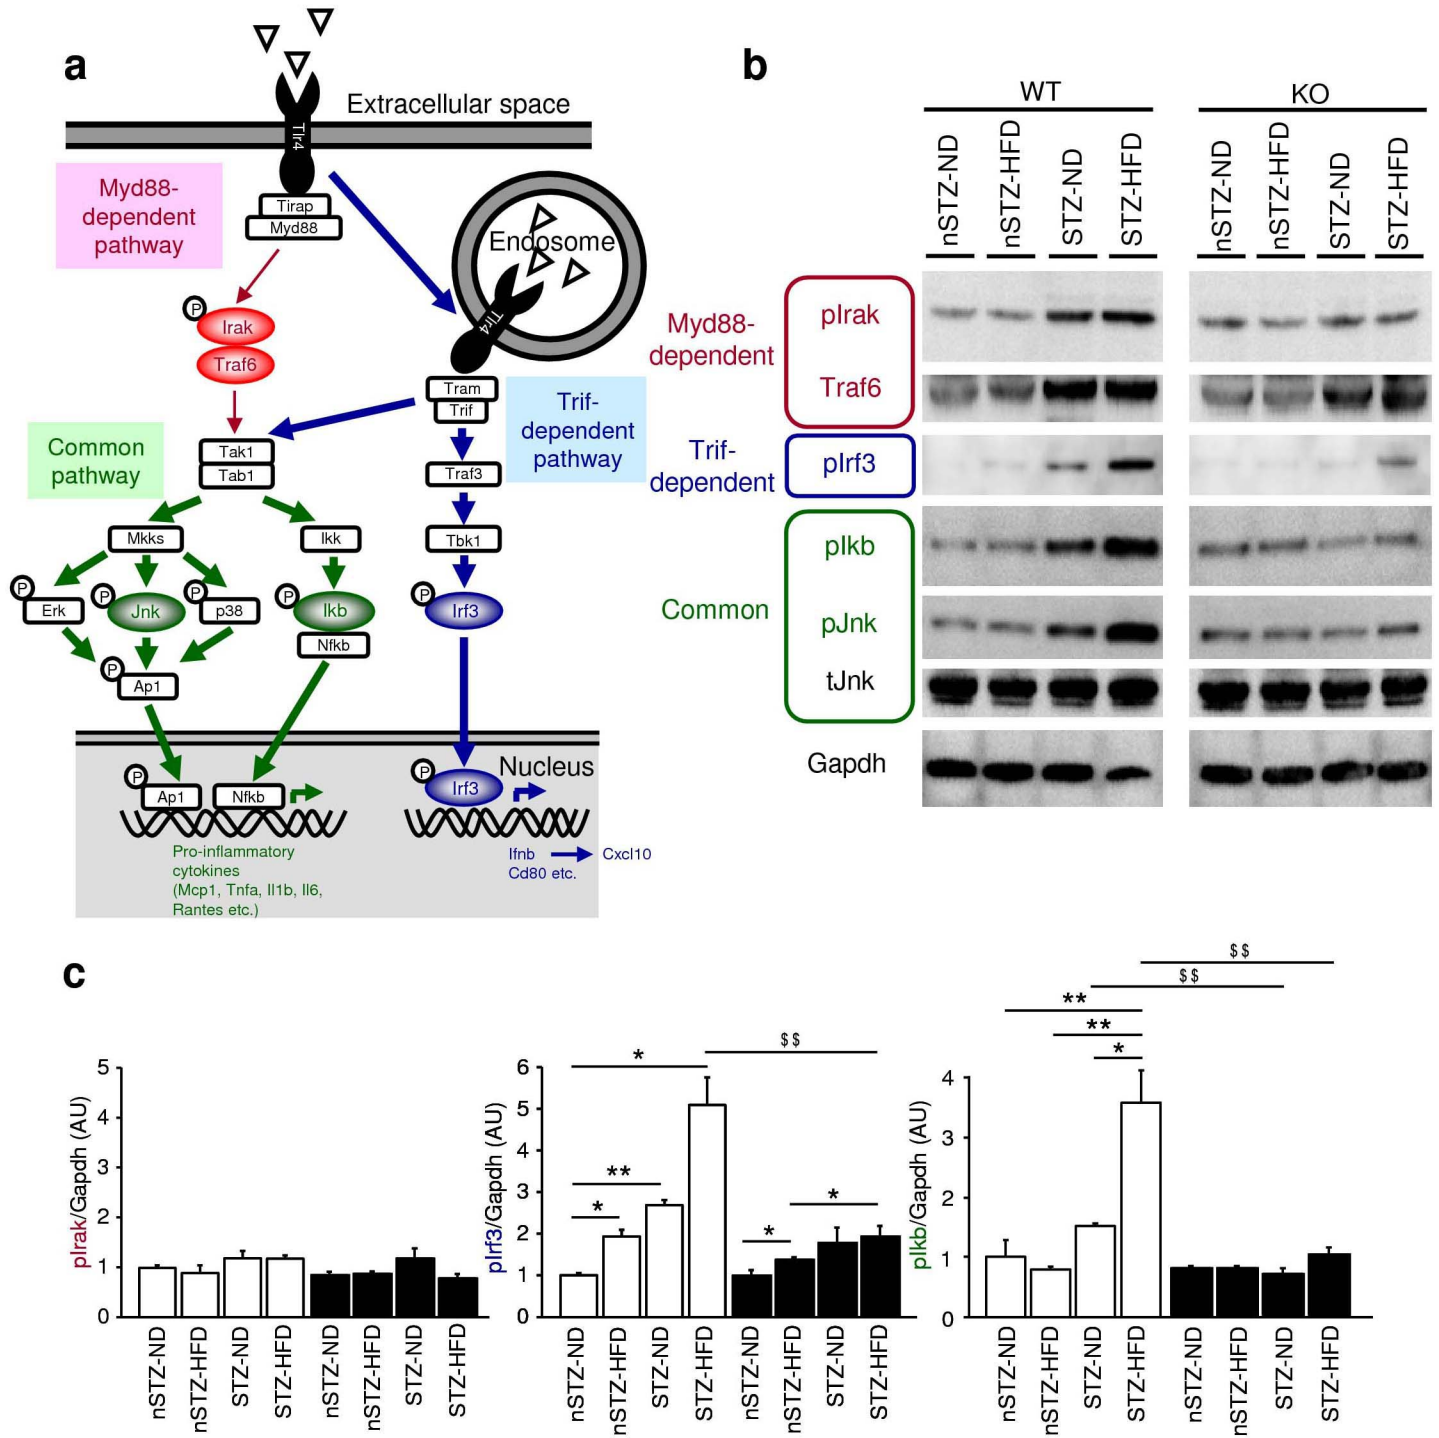 a
Extracellular space
Tlr4
Myd88-
dependent
pathway
Tirap
Myd88
Endosome
Tlr4
P
Irak
Traf6
Tram
Trif
Trif-
dependent
pathway
Common
pathway
Tak1
Tab1
Traf3
Mkks
Ikk
Tbk1
P
Erk
P
Jnk
P
p38
P
Ikb
Nfkb
P
Irf3
P
Ap1
Nucleus
P
Ap1
Nfkb
P
Irf3
Pro-inflammatory
cytokines
(Mcp1, Tnfa, Il1b, Il6,
Rantes etc.)
Ifnb
Cxcl10
Cd80 etc.
b
WT
KO
nSTZ-ND
nSTZ-HFD
STZ-ND
STZ-HFD
nSTZ-ND
nSTZ-HFD
STZ-ND
STZ-HFD
Myd88-
dependent
pIrak
Traf6
Trif-
dependent
pIrf3
Common
pIkb
pJnk
tJnk
Gapdh
c
pIrak/Gapdh (AU)
5
4
3
2
1
0
nSTZ-ND
nSTZ-HFD
STZ-ND
STZ-HFD
nSTZ-ND
nSTZ-HFD
STZ-ND
STZ-HFD
pIrf3/Gapdh (AU)
6
5
4
3
2
1
0
*
**
*
$$
*
*
nSTZ-ND
nSTZ-HFD
STZ-ND
STZ-HFD
nSTZ-ND
nSTZ-HFD
STZ-ND
STZ-HFD
pIkb/Gapdh (AU)
4
3
2
1
0
$$
$$
**
**
*
nSTZ-ND
nSTZ-HFD
STZ-ND
STZ-HFD
nSTZ-ND
nSTZ-HFD
STZ-ND
STZ-HFD